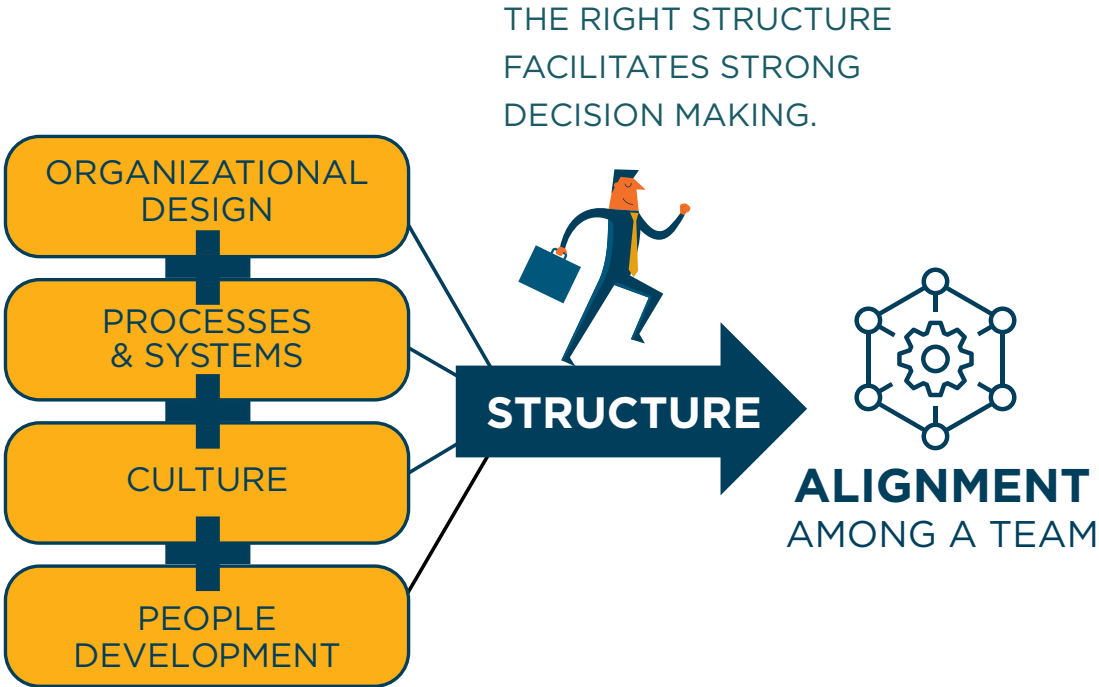 THE RIGHT STRUCTURE
FACILITATES STRONG
DECISION MAKING.
ORGANIZATIONAL
DESIGN
PROCESSES
& SYSTEMS
CULTURE
PEOPLE
DEVELOPMENT
STRUCTURE
ALIGNMENT
AMONG A TEAM